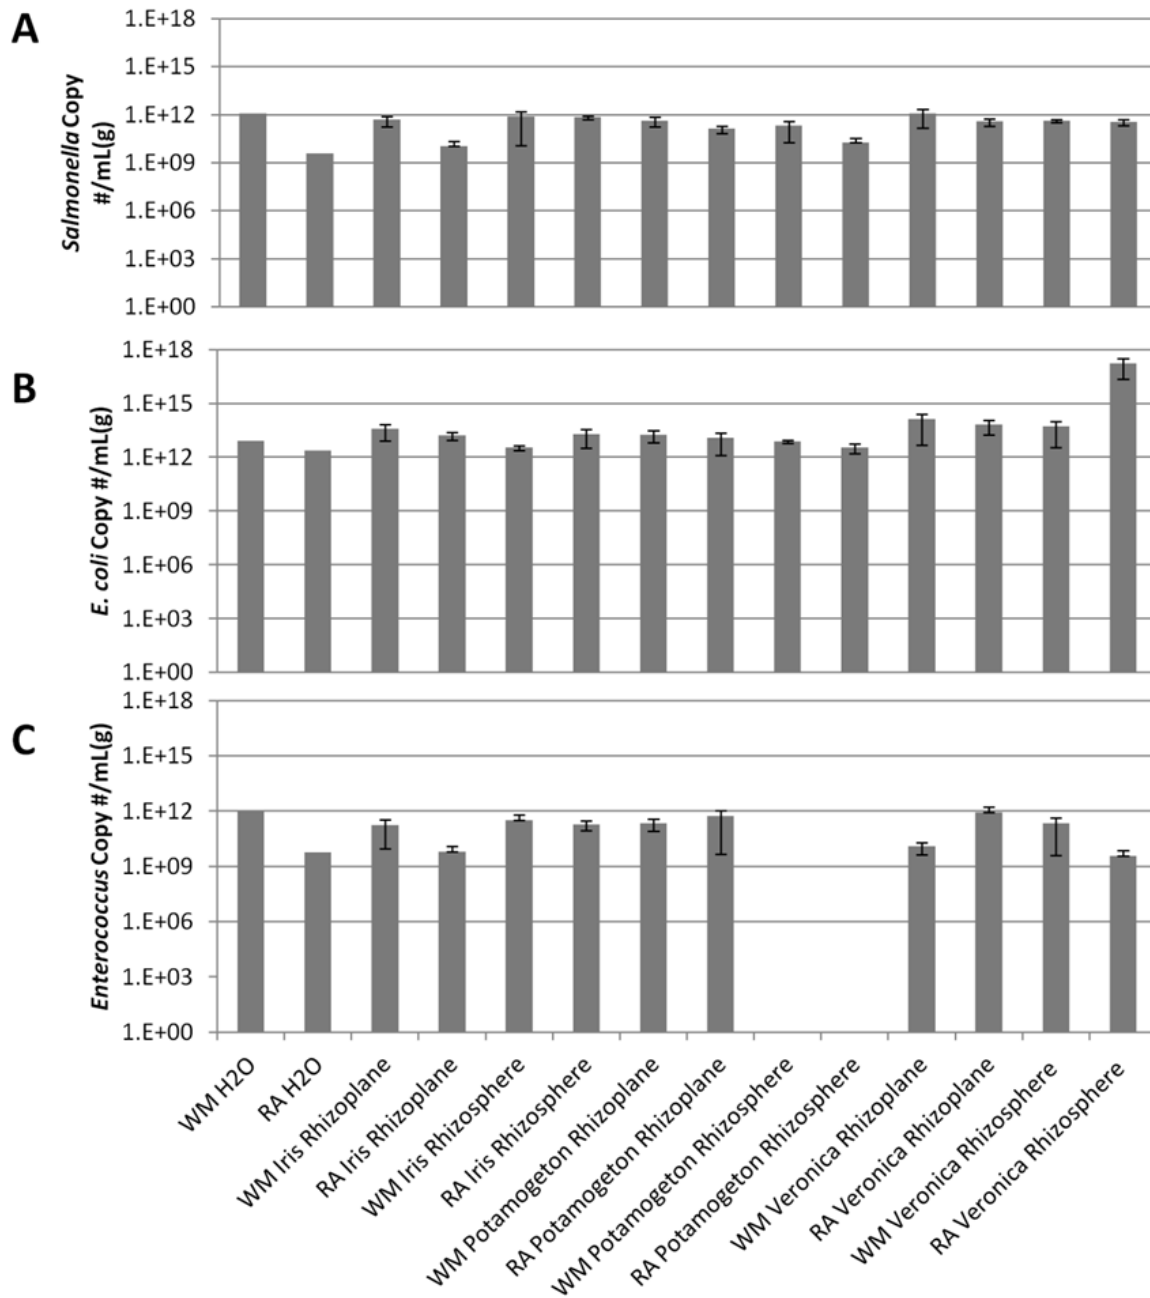 A
Salmonella Copy
#/mL(g)
1.E+18
1.E+15
1.E+12
1.E+09
1.E+06
1.E+03
1.E+00
B
E. coli Copy #/mL(g)
1.E+18
1.E+15
1.E+12
1.E+09
1.E+06
1.E+03
1.E+00
C
Enterococcus Copy #/mL(g)
1.E+18
1.E+15
1.E+12
1.E+09
1.E+06
1.E+03
1.E+00
WM H2O
RA H2O
WM Iris Rhizoplane
RA Iris Rhizoplane
WM Iris Rhizosphere
RA Iris Rhizosphere
WM Potamogeton Rhizoplane
RA Potamogeton Rhizoplane
WM Potamogeton Rhizosphere
RA Potamogeton Rhizosphere
WM Veronica Rhizoplane
RA Veronica Rhizoplane
WM Veronica Rhizosphere
RA Veronica Rhizosphere